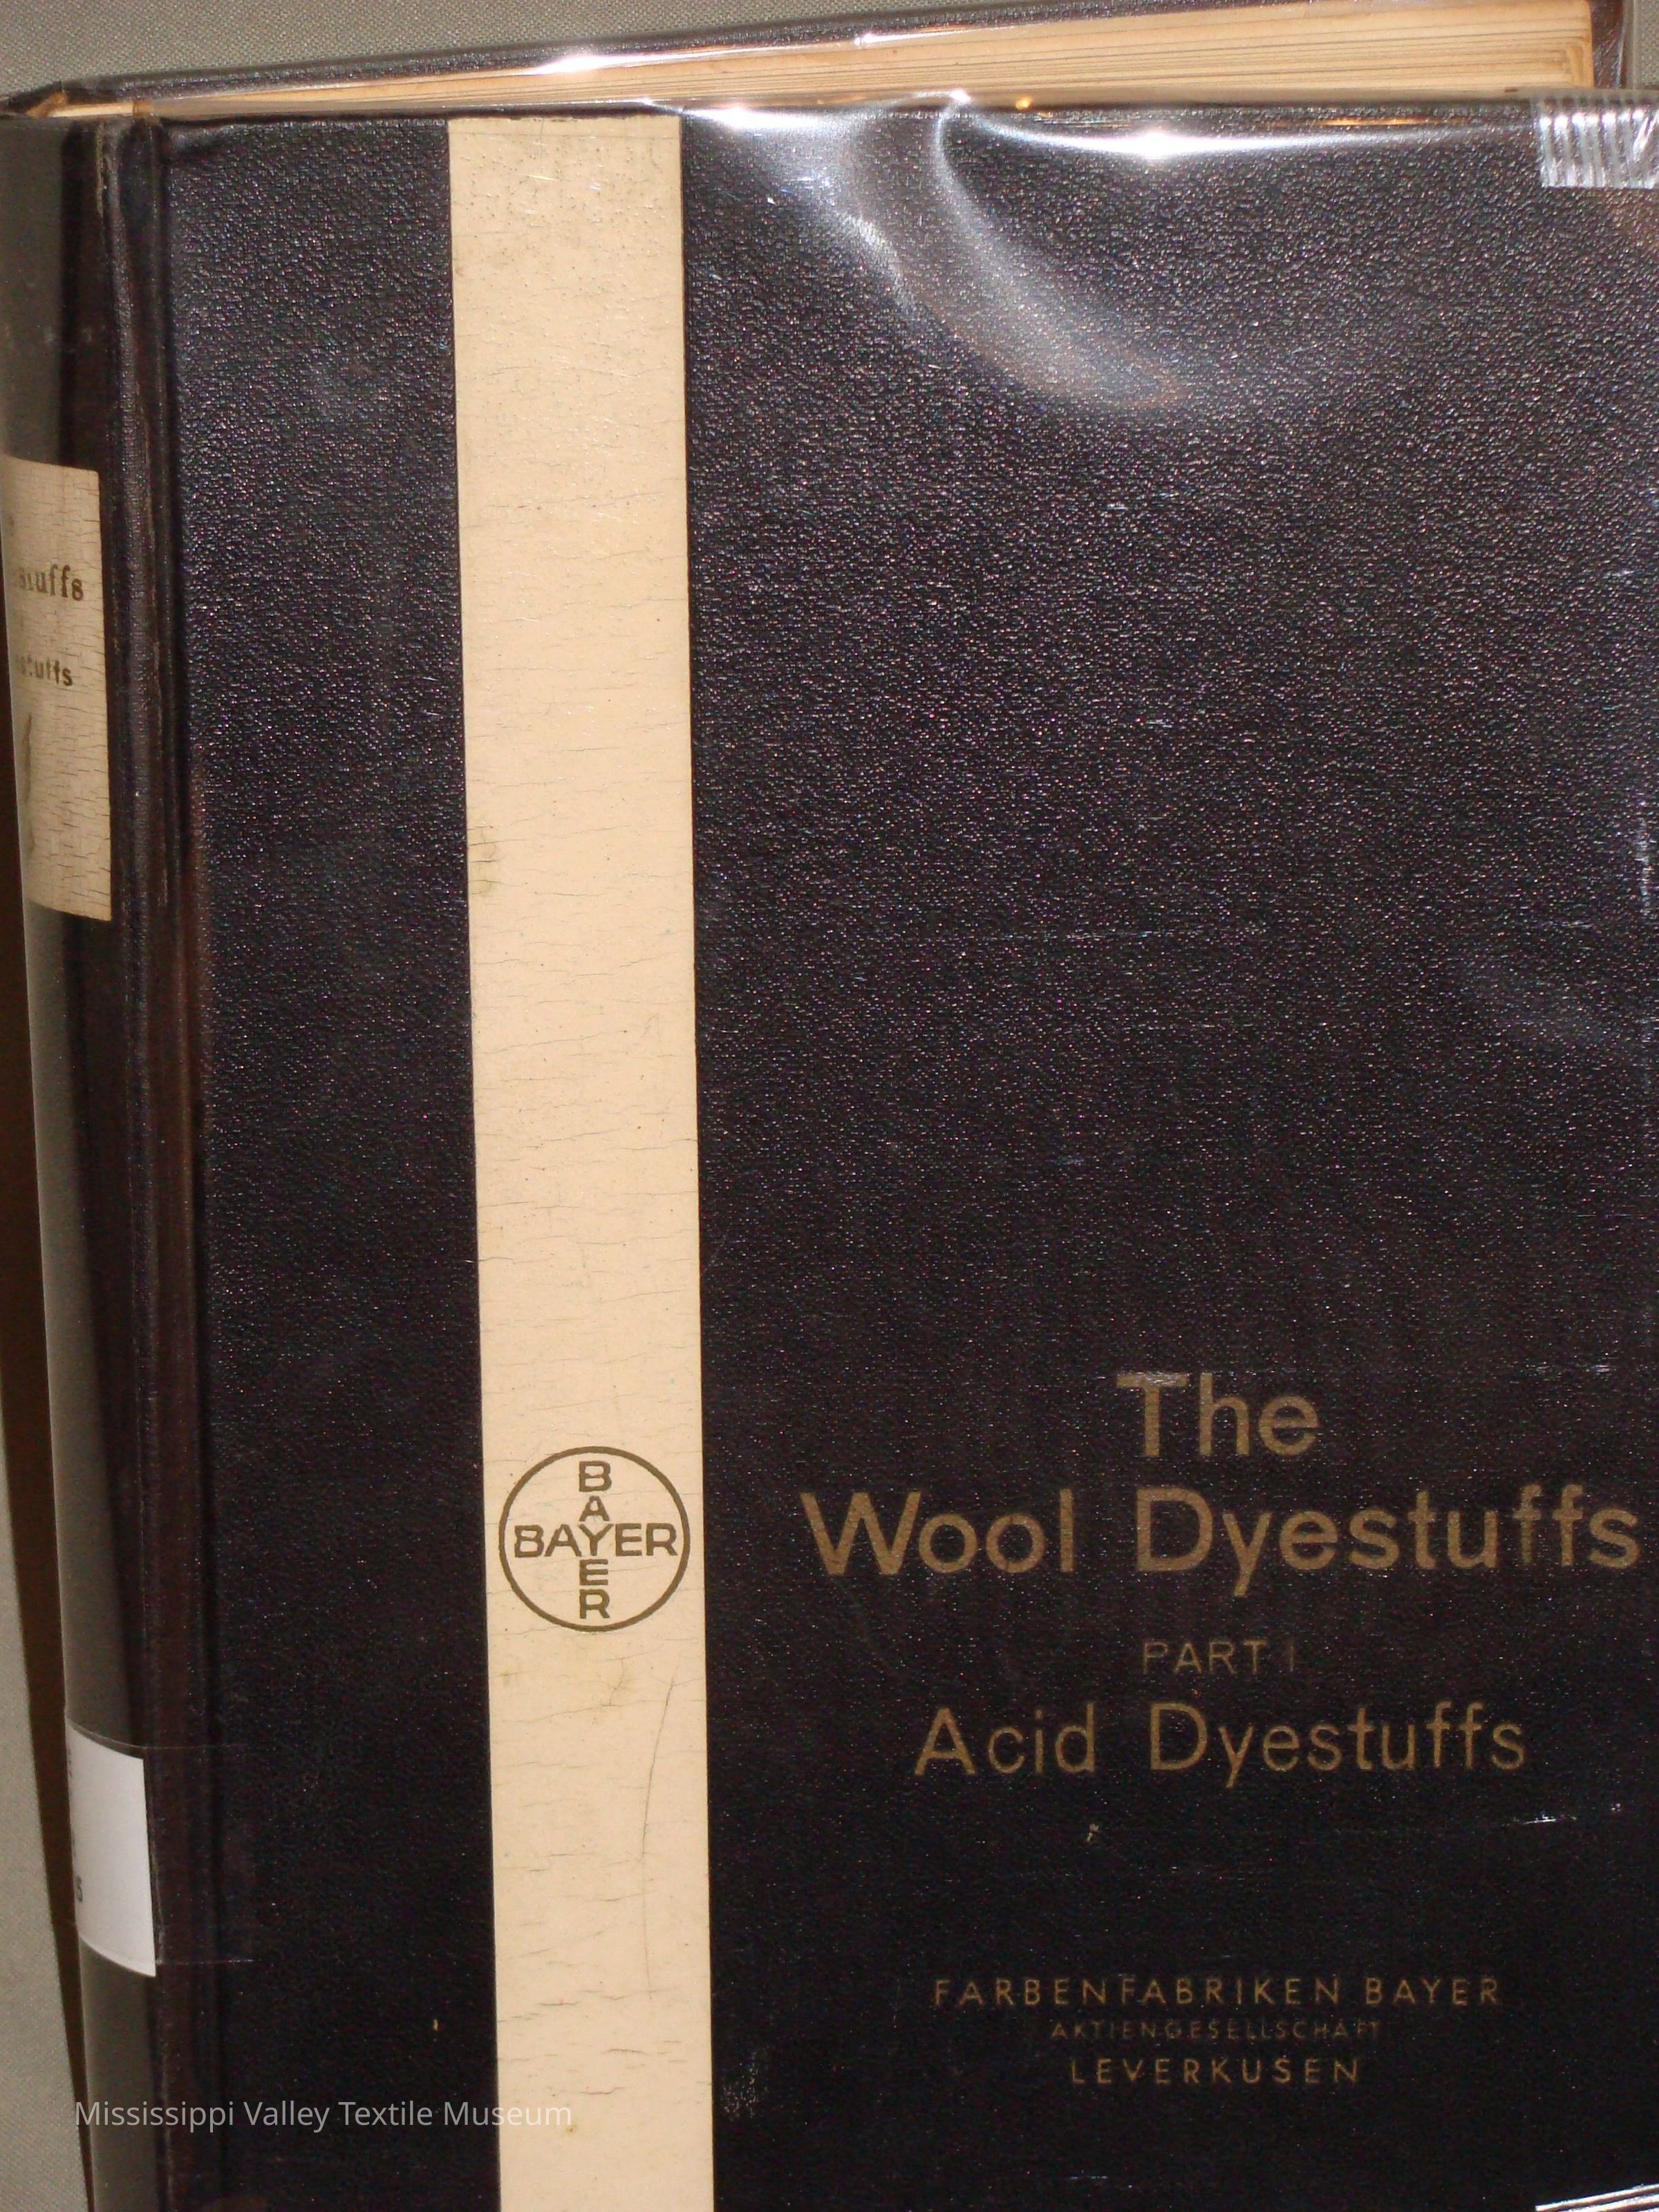 The
Wool Dyestuffs
PART I
Acid Dyestuffs
FARBENFABRIKEN BAYER
AKTIENGESELLSCHAFT
LEVERKUSEN
BAYER
BAYER
Mississippi Valley Textile Museum